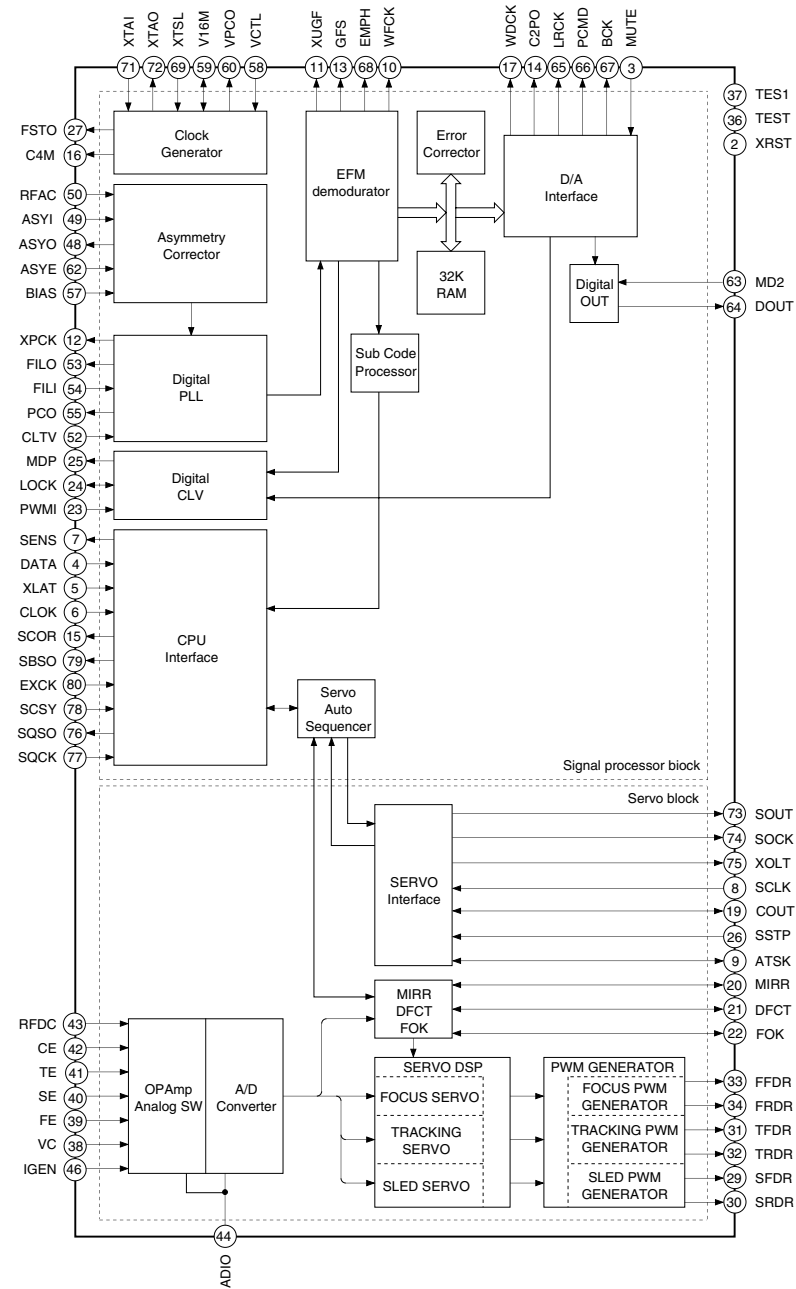 XTAI
XTAO
XTSL
V16M
VPCO
VCTL
XUGF
GFS
EMPH
WFCK
WDCK
C2PO
LRCK
PCMD
BCK
MUTE
71
72
69
59
60
58
11
13
68
10
17
14
65
66
67
3
37 TES1
36 TEST
2 XRST
FSTO 27
C4M 16
Clock
Generator
EFM
demodurator
Error
Corrector
D/A
Interface
RFAC 50
ASYI 49
ASYO 48
ASYE 62
BIAS 57
Asymmetry
Corrector
32K
RAM
Digital
OUT
63 MD2
64 DOUT
XPCK 12
FILO 53
FILI 54
PCO 55
CLTV 52
Digital
PLL
Sub Code
Processor
MDP 25
LOCK 24
PWMI 23
Digital
CLV
SENS 7
DATA 4
XLAT 5
CLOK 6
SCOR 15
SBSO 79
EXCK 80
SCSY 78
SQSO 76
SQCK 77
CPU
Interface
Servo
Auto
Sequencer
Signal processor biock
Servo block
SERVO
Interface
73 SOUT
74 SOCK
75 XOLT
8 SCLK
19 COUT
26 SSTP
9 ATSK
20 MIRR
21 DFCT
22 FOK
MIRR
DFCT
FOK
RFDC 43
CE 42
TE 41
SE 40
FE 39
VC 38
IGEN 46
OPAmp
Analog SW
A/D
Converter
SERVO DSP
FOCUS SERVO
TRACKING
SERVO
SLED SERVO
PWM GENERATOR
FOCUS PWM
GENERATOR
TRACKING PWM
GENERATOR
SLED PWM
GENERATOR
33 FFDR
34 FRDR
31 TFDR
32 TRDR
29 SFDR
30 SRDR
44
ADIO